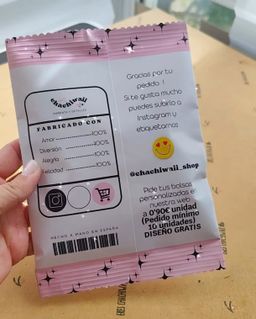 chachiwaii
FABRICADO CON
Amor 100%
Diversión 100%
Alegría 100%
Felicidad 100%
HECHO A MANO EN ESPAÑA
Gracias por tu
pedido !
Si te gusta mucho
puedes subirlo a
Instagram y
etiquetarnos
@chachiwaii_shop
Pide tus bolsas
personalizadas en
nuestra web
a 0'90€ unidad
(Pedido mínimo
10 unidades)
DISEÑO GRATIS